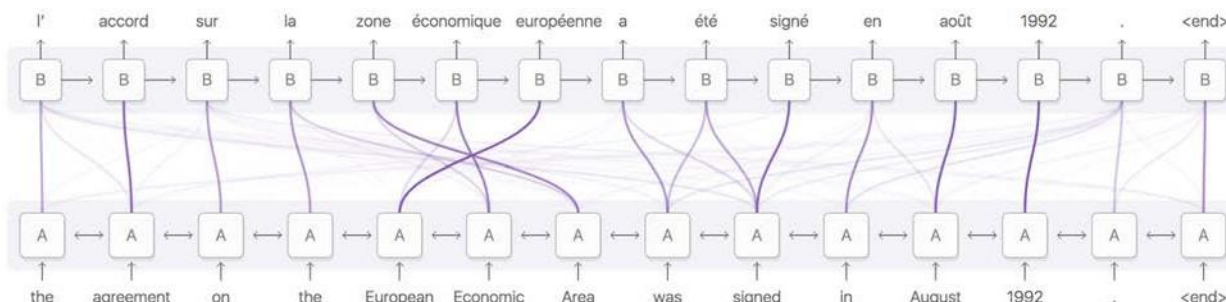 l' accord sur la zone économique européenne a été signé en août 1992 . <end>
B B B B B B B B B B B B B B B
A A A A A A A A A A A A A A
the agreement on the European Economic Area was signed in August 1992 . <end>